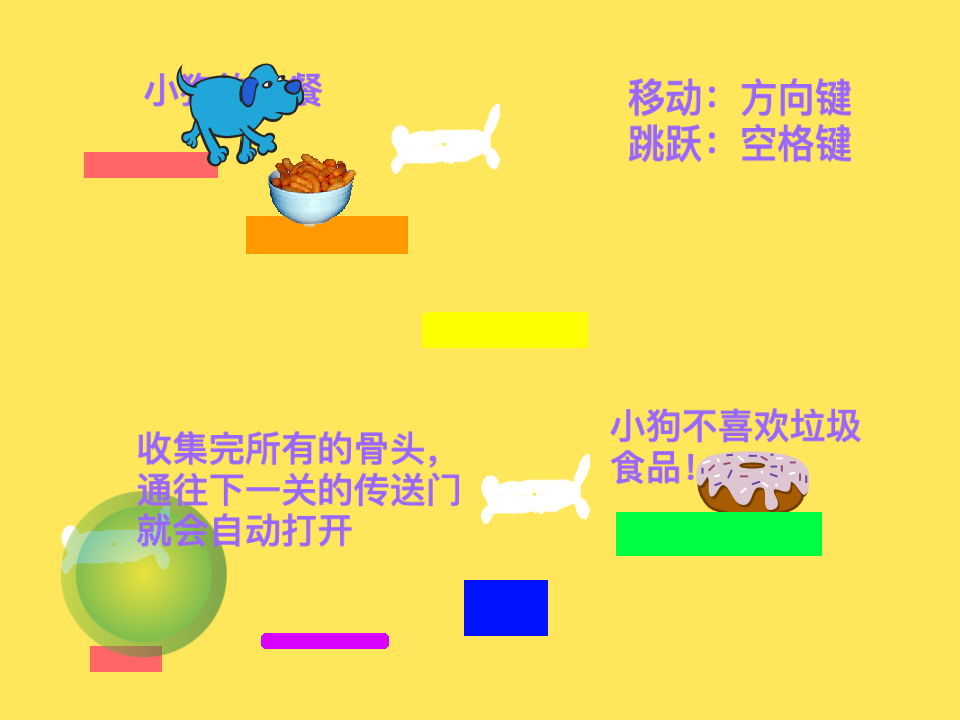 小狗 餐
移动：方向键
跳跃：空格键
小狗不喜欢垃圾
食品！
收集完所有的骨头，
通往下一关的传送门
就会自动打开